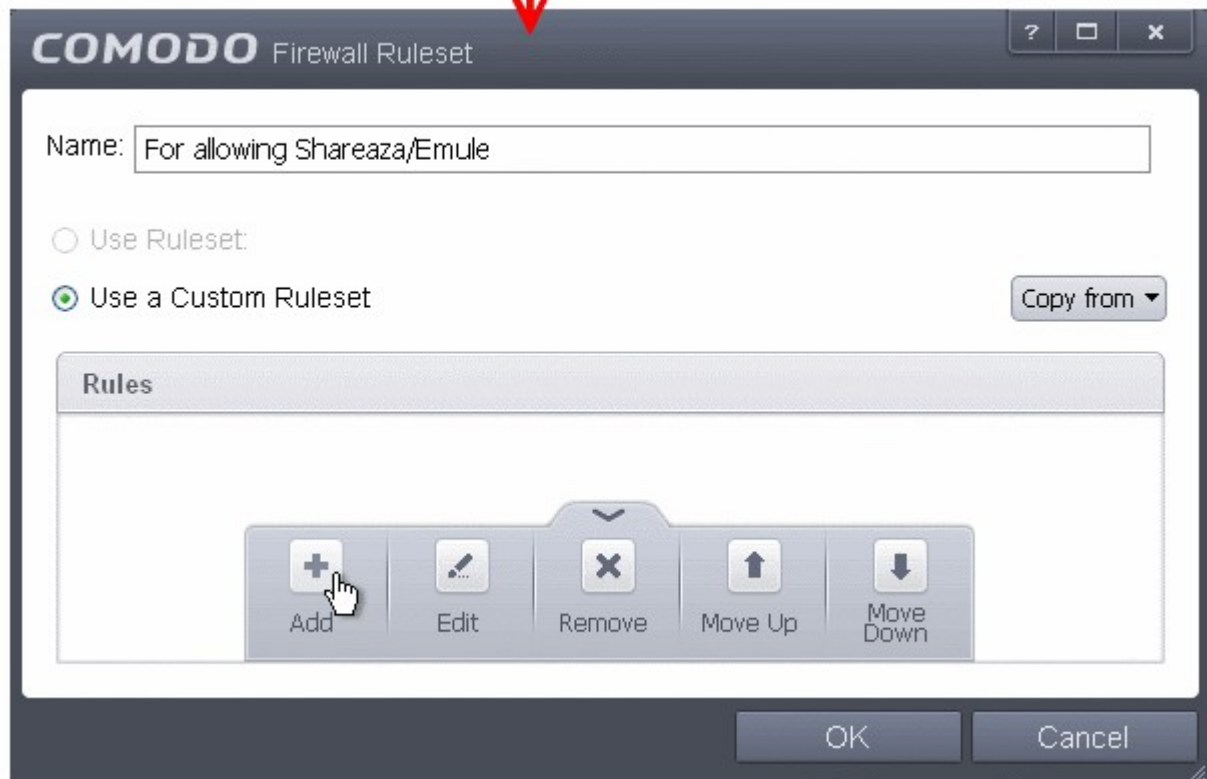 COMODO Firewall Ruleset ?
Name: For allowing Shareaza/Emule
Use Ruleset:
Use a Custom Ruleset Copy from
Rules
Add Edit Remove Move Up Move
Down
OK Cancel